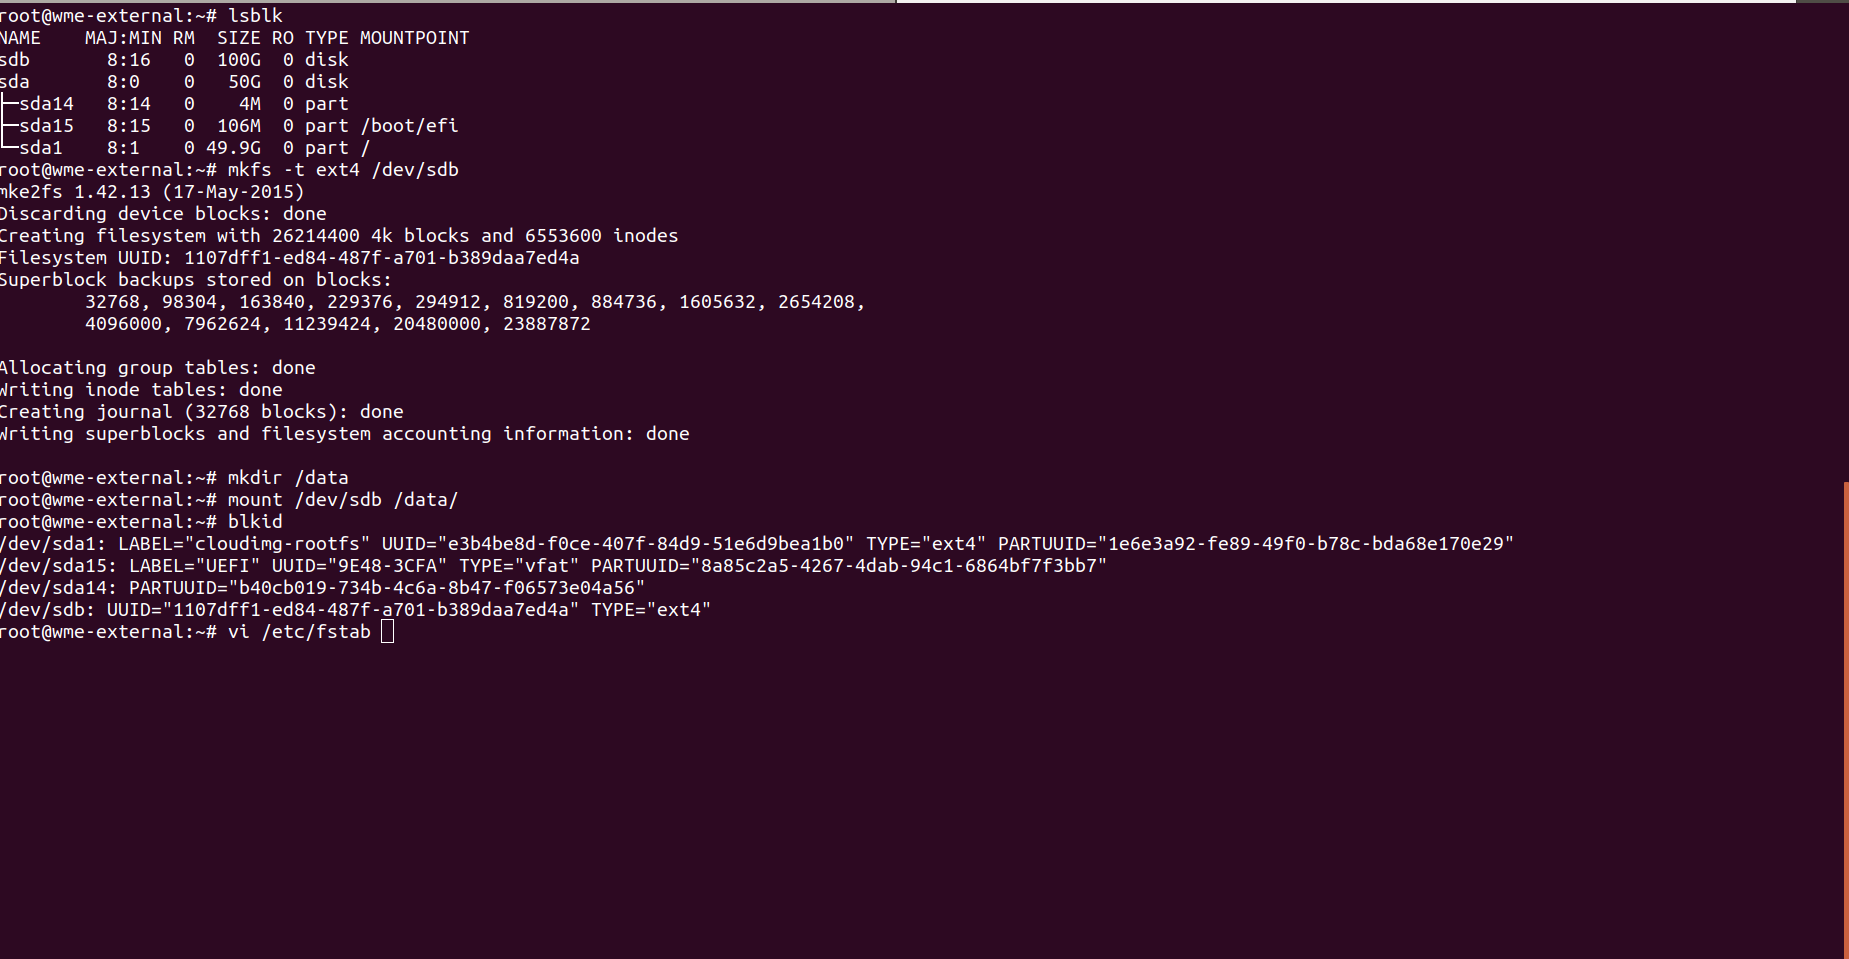 root@wme-external:~# lsblk
NAME    MAJ:MIN RM  SIZE RO TYPE MOUNTPOINT
sdb       8:16   0  100G  0 disk
sda       8:0    0   50G  0 disk
├─sda14   8:14   0    4M  0 part
├─sda15   8:15   0  106M  0 part /boot/efi
└─sda1    8:1    0 49.9G  0 part /
root@wme-external:~# mkfs -t ext4 /dev/sdb
mke2fs 1.42.13 (17-May-2015)
Discarding device blocks: done
Creating filesystem with 26214400 4k blocks and 6553600 inodes
Filesystem UUID: 1107dff1-ed84-487f-a701-b389daa7ed4a
Superblock backups stored on blocks:
        32768, 98304, 163840, 229376, 294912, 819200, 884736, 1605632, 2654208,
        4096000, 7962624, 11239424, 20480000, 23887872

Allocating group tables: done
Writing inode tables: done
Creating journal (32768 blocks): done
Writing superblocks and filesystem accounting information: done

root@wme-external:~# mkdir /data
root@wme-external:~# mount /dev/sdb /data/
root@wme-external:~# blkid
/dev/sda1: LABEL="cloudimg-rootfs" UUID="e3b4be8d-f0ce-407f-84d9-51e6d9bea1b0" TYPE="ext4" PARTUUID="1e6e3a92-fe89-49f0-b78c-bda68e170e29"
/dev/sda15: LABEL="UEFI" UUID="9E48-3CFA" TYPE="vfat" PARTUUID="8a85c2a5-4267-4dab-94c1-6864bf7f3bb7"
/dev/sda14: PARTUUID="b40cb019-734b-4c6a-8b47-f06573e04a56"
/dev/sdb: UUID="1107dff1-ed84-487f-a701-b389daa7ed4a" TYPE="ext4"
root@wme-external:~# vi /etc/fstab